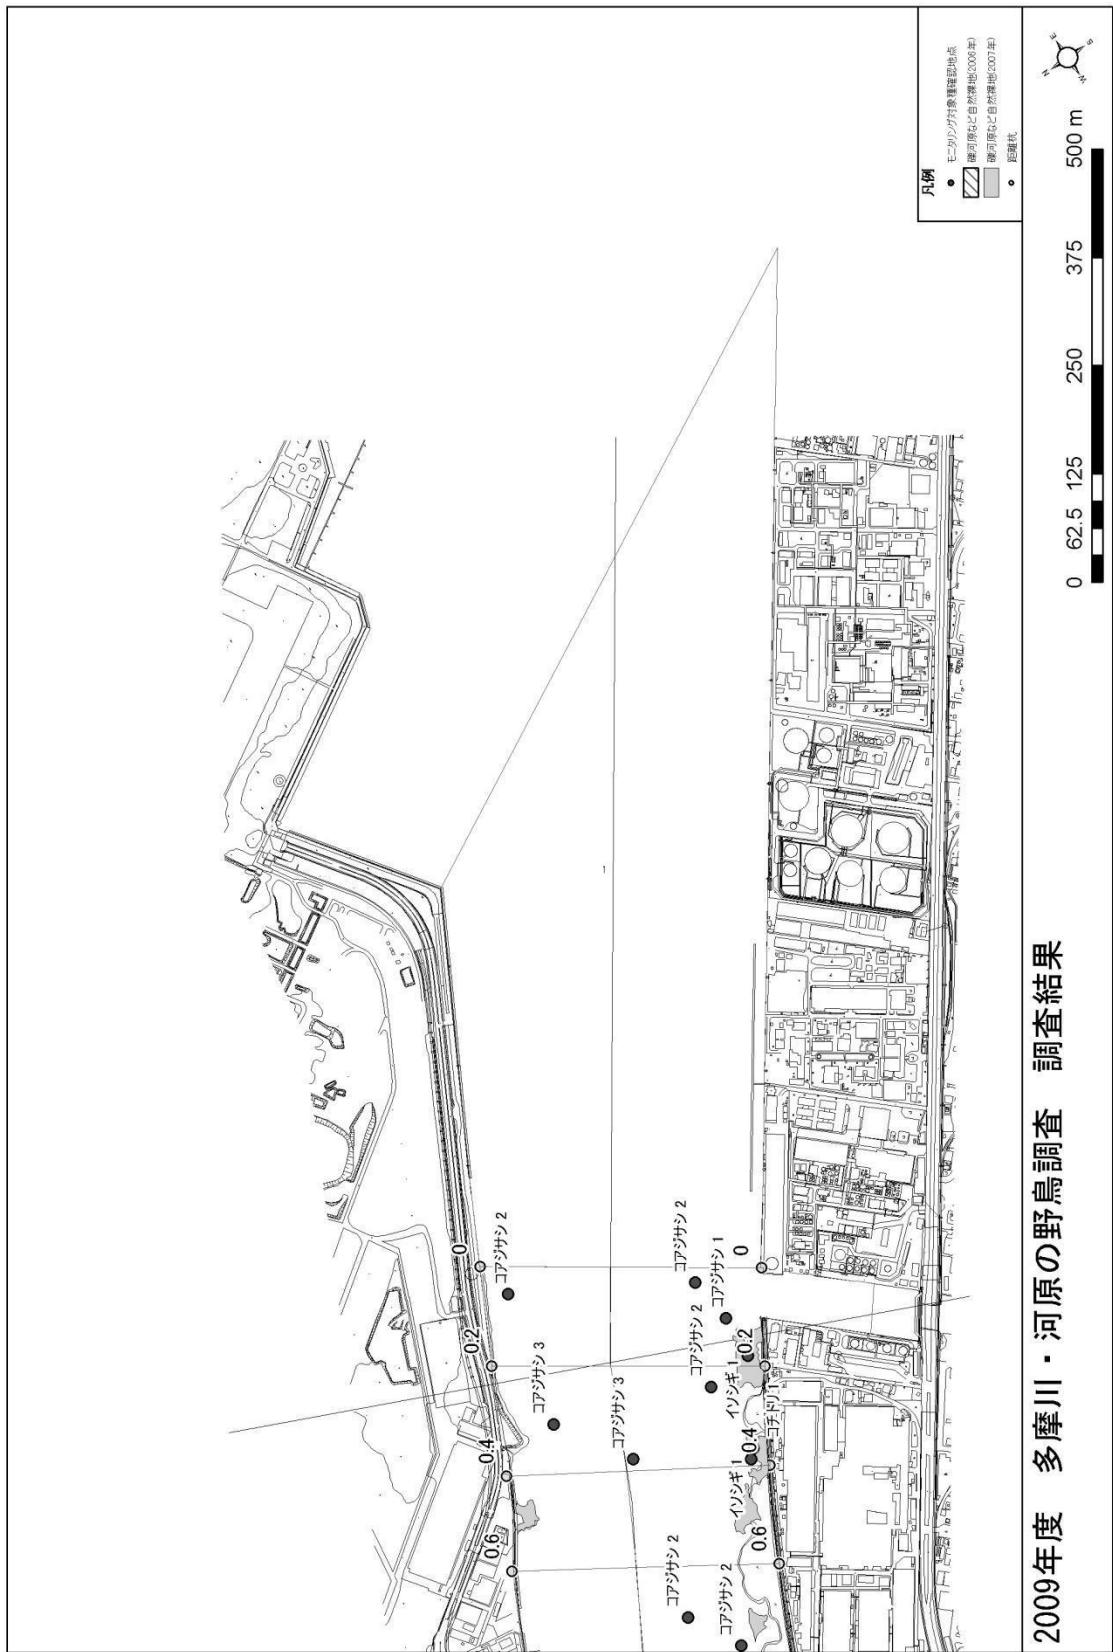 2009年度 多摩川・河原の野鳥調査 調査結果
0 62.5 125 250 375 500 m
N E S W
凡例
モニタリング対象種確認地点
礫河原など自然裸地(2006年)
礫河原など自然裸地(2007年)
距離杭
0.6
0.4
0.2
0
コアジサシ 2
コアジサシ 3
コアジサシ 3
コアジサシ 2
コアジサシ 2
コアジサシ 1
コアジサシ 2
コアジサシ 2
イソシギ 1
イソシギ 1
コチドリ 1
0.6
0.4
0.2
0